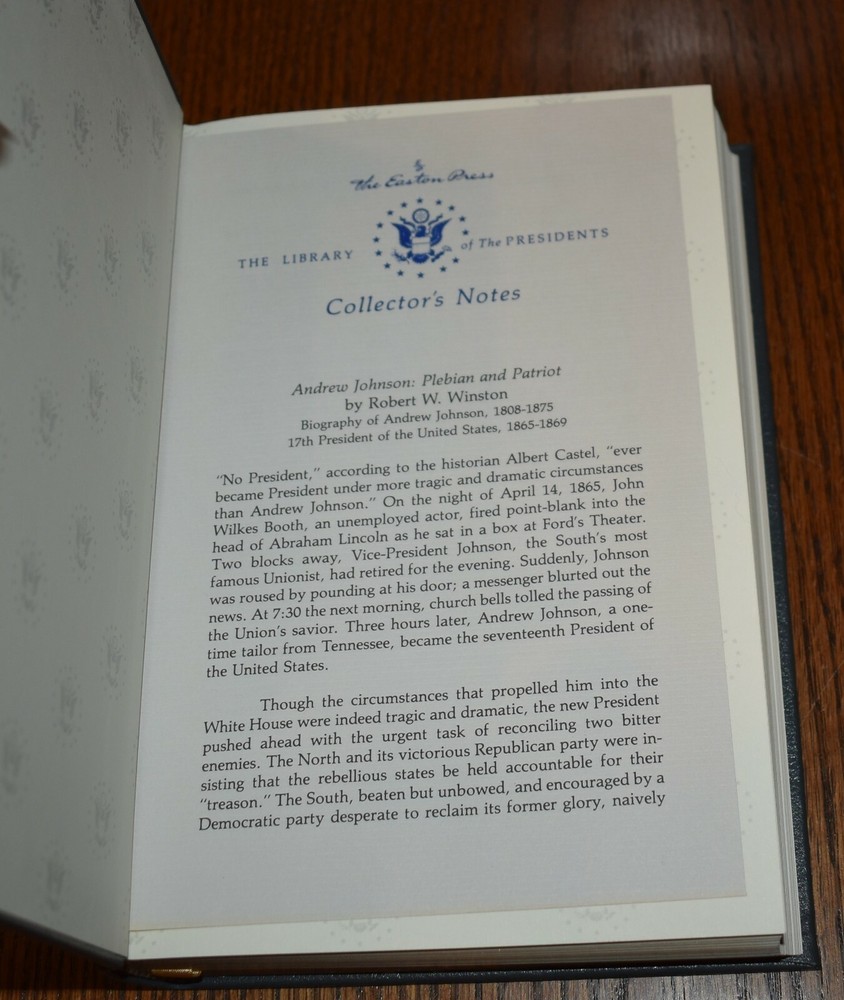 The Easton Press
THE LIBRARY of The PRESIDENTS
Collector's Notes
Andrew Johnson: Plebian and Patriot
by Robert W. Winston
Biography of Andrew Johnson, 1808-1875
17th President of the United States, 1865-1869
"No President," according to the historian Albert Castel, "ever
became President under more tragic and dramatic circumstances
than Andrew Johnson." On the night of April 14, 1865, John
Wilkes Booth, an unemployed actor, fired point-blank into the
head of Abraham Lincoln as he sat in a box at Ford's Theater.
Two blocks away, Vice-President Johnson, the South's most
famous Unionist, had retired for the evening. Suddenly, Johnson
was roused by pounding at his door; a messenger blurted out the
news. At 7:30 the next morning, church bells tolled the passing of
the Union's savior. Three hours later, Andrew Johnson, a one-
time tailor from Tennessee, became the seventeenth President of
the United States.
Though the circumstances that propelled him into the
White House were indeed tragic and dramatic, the new President
pushed ahead with the urgent task of reconciling two bitter
enemies. The North and its victorious Republican party were in-
sisting that the rebellious states be held accountable for their
"treason." The South, beaten but unbowed, and encouraged by a
Democratic party desperate to reclaim its former glory, naively